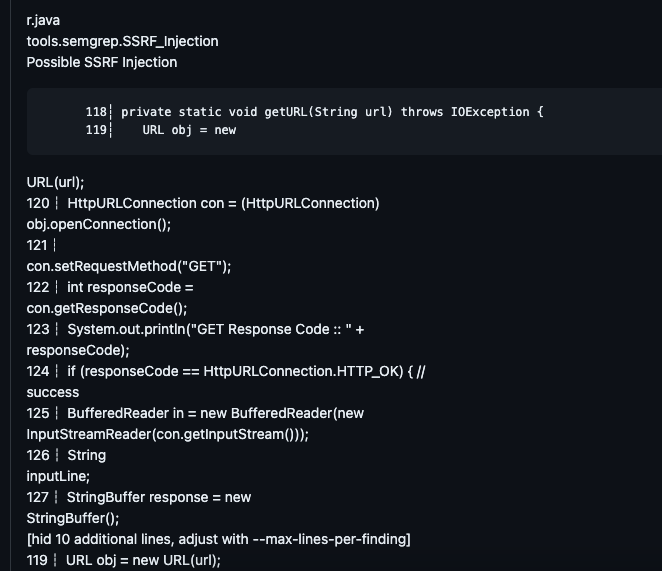 r.java
tools.semgrep.SSRF_Injection
Possible SSRF Injection
118┆ private static void getURL(String url) throws IOException {
119┆ URL obj = new
URL(url);
120 ┆ HttpURLConnection con = (HttpURLConnection)
obj.openConnection();
121 ┆
con.setRequestMethod("GET");
122 ┆ int responseCode =
con.getResponseCode();
123 ┆ System.out.println("GET Response Code :: " +
responseCode);
124 ┆ if (responseCode == HttpURLConnection.HTTP_OK) { //
success
125 ┆ BufferedReader in = new BufferedReader(new
InputStreamReader(con.getInputStream()));
126 ┆ String
inputLine;
127 ┆ StringBuffer response = new
StringBuffer();
[hid 10 additional lines, adjust with --max-lines-per-finding]
119 ┆ URL obj = new URL(url);